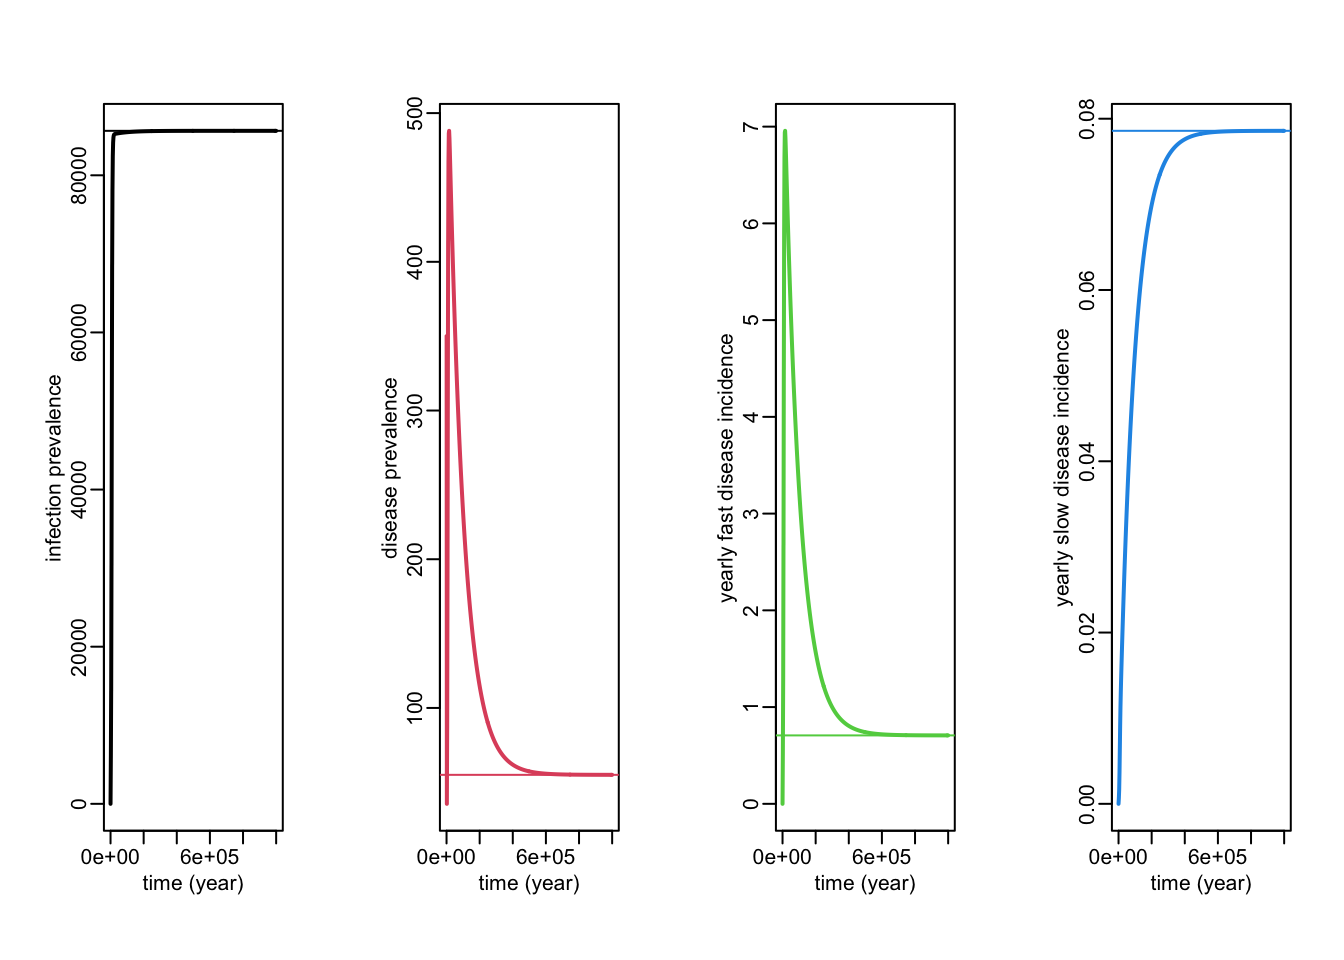 infection prevalence
0
20000
40000
60000
80000
0e+00 6e+05
time (year)
disease prevalence
100
200
300
400
500
0e+00 6e+05
time (year)
yearly fast disease incidence
0
1
2
3
4
5
6
7
0e+00 6e+05
time (year)
yearly slow disease incidence
0.00
0.02
0.04
0.06
0.08
0e+00 6e+05
time (year)